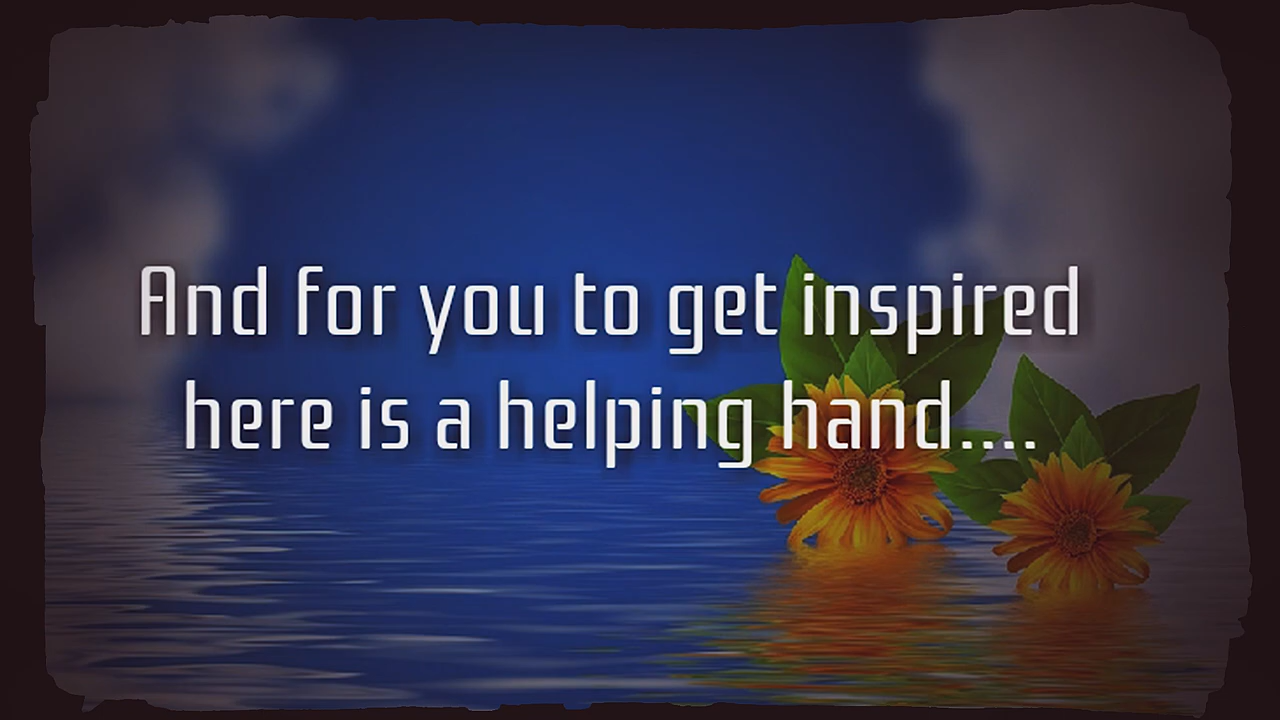 And for you to get inspired
here is a helping hand....